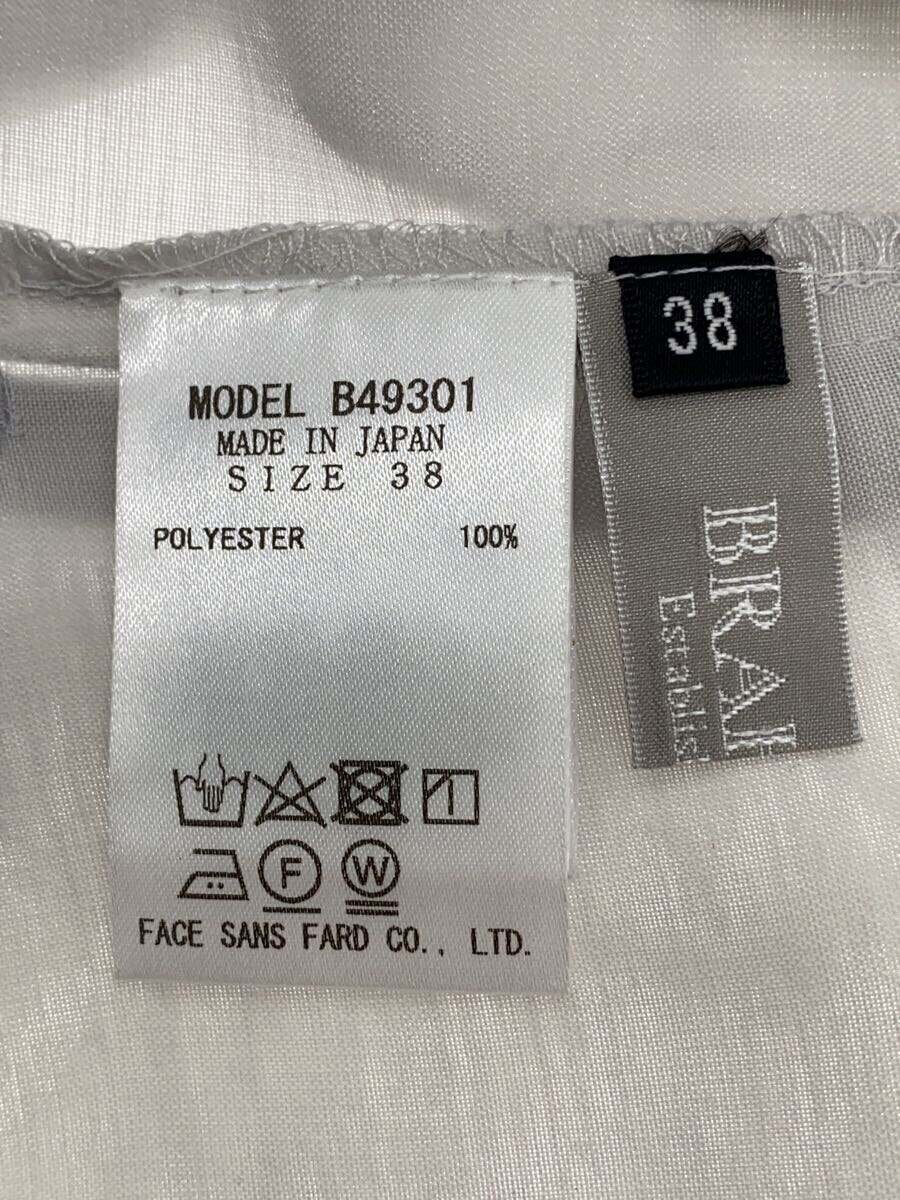 MODEL B49301
MADE IN JAPAN
SIZE 38
POLYESTER 100%
F W
FACE SANS FARD CO., LTD.
38